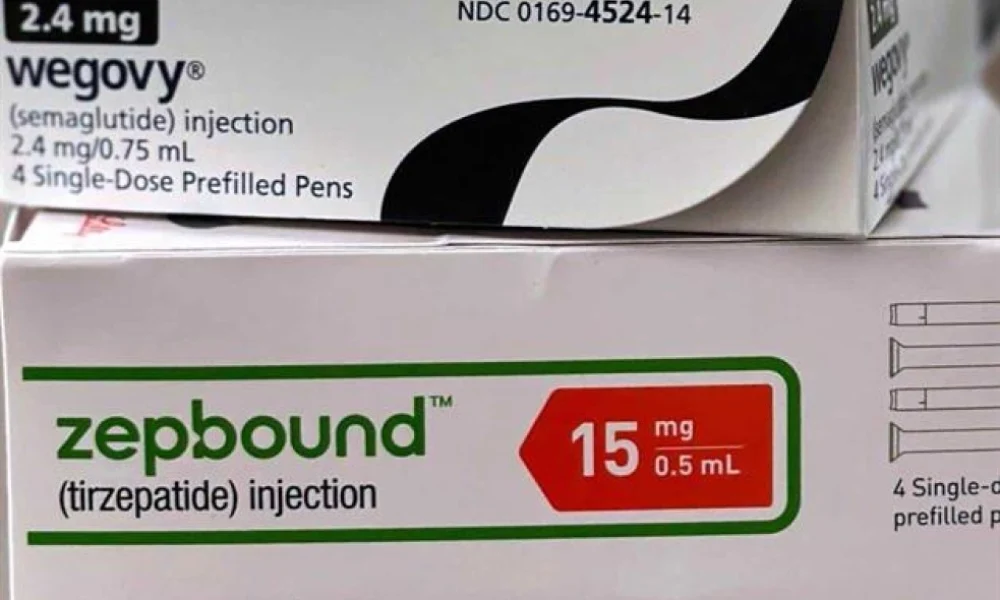 2.4 mg
NDC 0169-4524-14
wegovy®
(semaglutide) injection
2.4 mg/0.75 mL
4 Single-Dose Prefilled Pens
wegovy
zepbound™
(tirzepatide) injection
15 mg
0.5 mL
4 Single-d
prefilled p